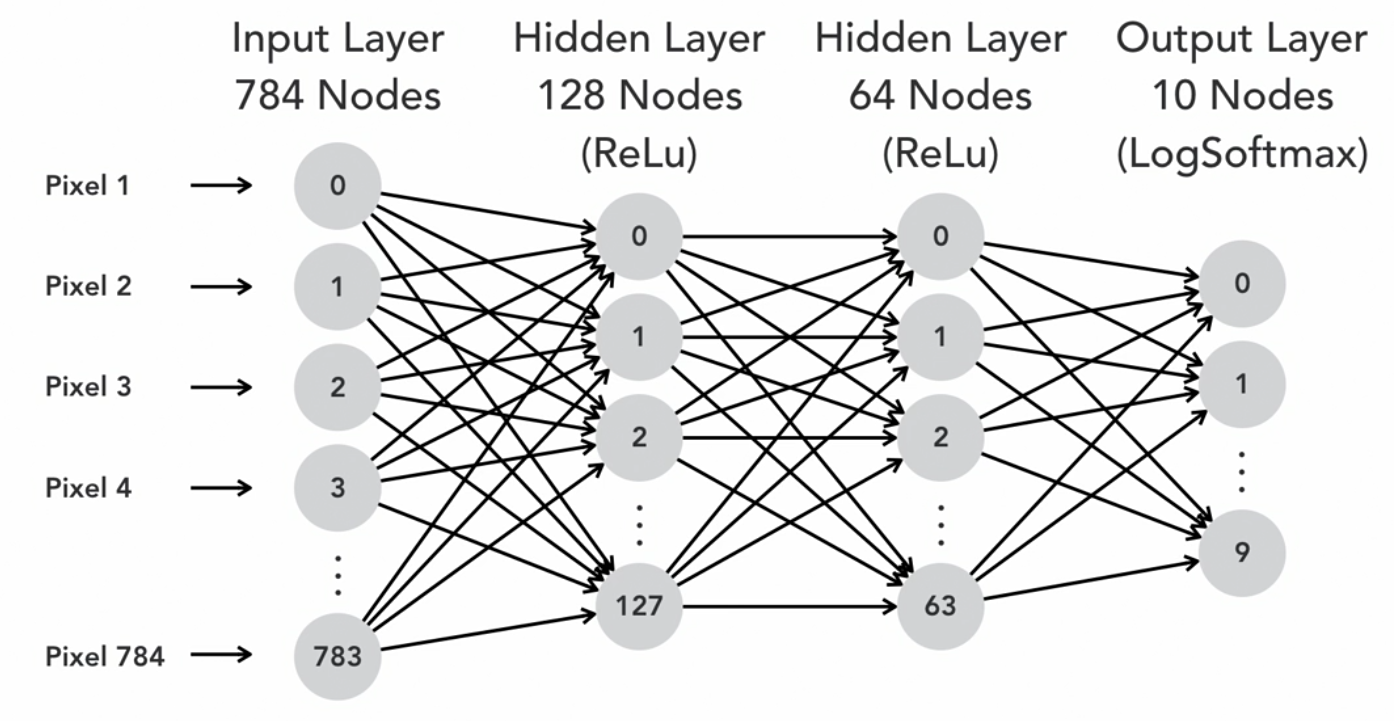 Input Layer
784 Nodes
Hidden Layer
128 Nodes
(ReLu)
Hidden Layer
64 Nodes
(ReLu)
Output Layer
10 Nodes
(LogSoftmax)
Pixel 1
Pixel 2
Pixel 3
Pixel 4
Pixel 784
0
1
2
3
783
0
1
2
127
0
1
2
63
0
1
9